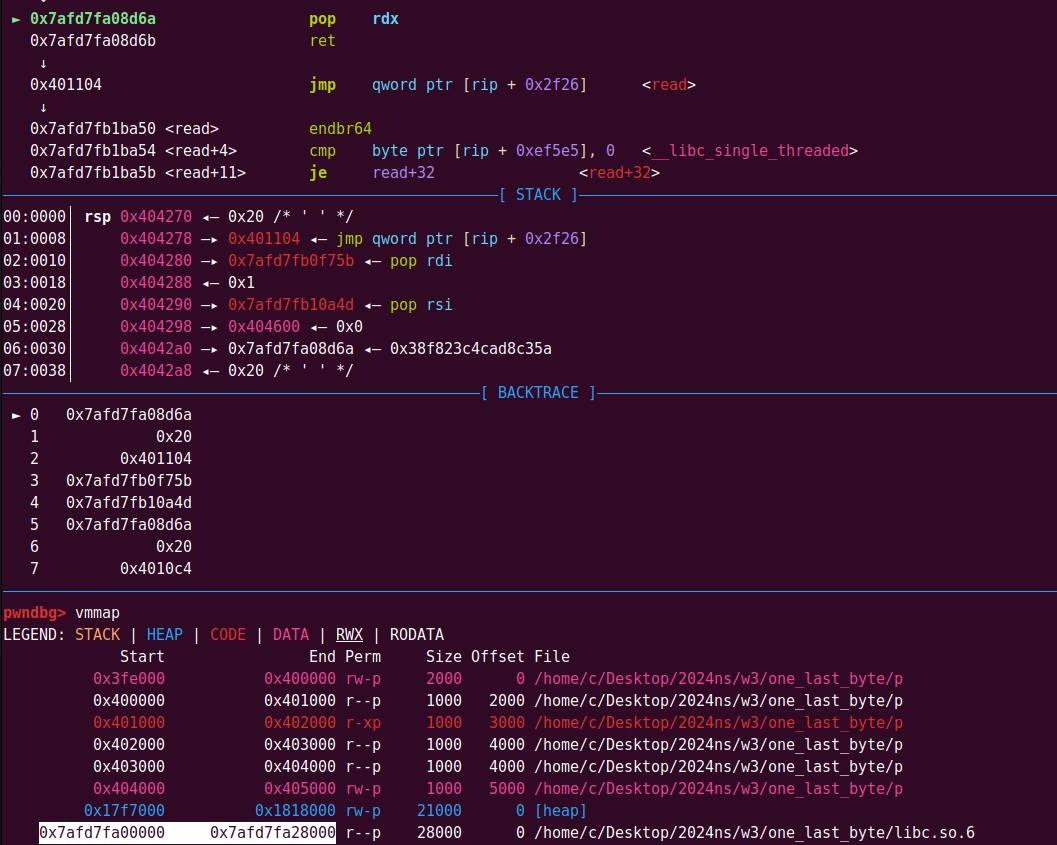 ► 0x7afd7fa08d6a pop rdx
0x7afd7fa08d6b ret
↓
0x401104 jmp qword ptr [rip + 0x2f26] <read>
↓
0x7afd7fb1ba50 <read> endbr64
0x7afd7fb1ba54 <read+4> cmp byte ptr [rip + 0xef5e5], 0 <__libc_single_threaded>
0x7afd7fb1ba5b <read+11> je read+32 <read+32>
[ STACK ]
00:0000│ rsp 0x404270 ◂— 0x20 /* ' ' */
01:0008│ 0x404278 —▸ 0x401104 ◂— jmp qword ptr [rip + 0x2f26]
02:0010│ 0x404280 —▸ 0x7afd7fb0f75b ◂— pop rdi
03:0018│ 0x404288 ◂— 0x1
04:0020│ 0x404290 —▸ 0x7afd7fb10a4d ◂— pop rsi
05:0028│ 0x404298 —▸ 0x404600 ◂— 0x0
06:0030│ 0x4042a0 —▸ 0x7afd7fa08d6a ◂— 0x38f823c4cad8c35a
07:0038│ 0x4042a8 ◂— 0x20 /* ' ' */
[ BACKTRACE ]
► 0 0x7afd7fa08d6a
1 0x20
2 0x401104
3 0x7afd7fb0f75b
4 0x7afd7fb10a4d
5 0x7afd7fa08d6a
6 0x20
7 0x4010c4
pwndbg> vmmap
LEGEND: STACK | HEAP | CODE | DATA | RWX | RODATA
Start End Perm Size Offset File
0x3fe000 0x400000 rw-p 2000 0 /home/c/Desktop/2024ns/w3/one_last_byte/p
0x400000 0x401000 r--p 1000 2000 /home/c/Desktop/2024ns/w3/one_last_byte/p
0x401000 0x402000 r-xp 1000 3000 /home/c/Desktop/2024ns/w3/one_last_byte/p
0x402000 0x403000 r--p 1000 4000 /home/c/Desktop/2024ns/w3/one_last_byte/p
0x403000 0x404000 r--p 1000 4000 /home/c/Desktop/2024ns/w3/one_last_byte/p
0x404000 0x405000 rw-p 1000 5000 /home/c/Desktop/2024ns/w3/one_last_byte/p
0x17f7000 0x1818000 rw-p 21000 0 [heap]
0x7afd7fa00000 0x7afd7fa28000 r--p 28000 0 /home/c/Desktop/2024ns/w3/one_last_byte/libc.so.6